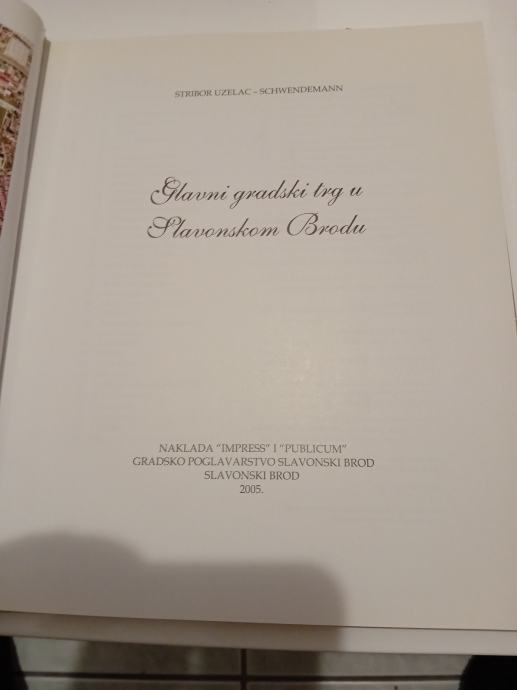 STRIBOR UZELAC – SCHWENDEMANN
Glavni gradski trg u
Slavonskom Brodu
NAKLADA "IMPRESS" I "PUBLICUM"
GRADSKO POGLAVARSTVO SLAVONSKI BROD
SLAVONSKI BROD
2005.